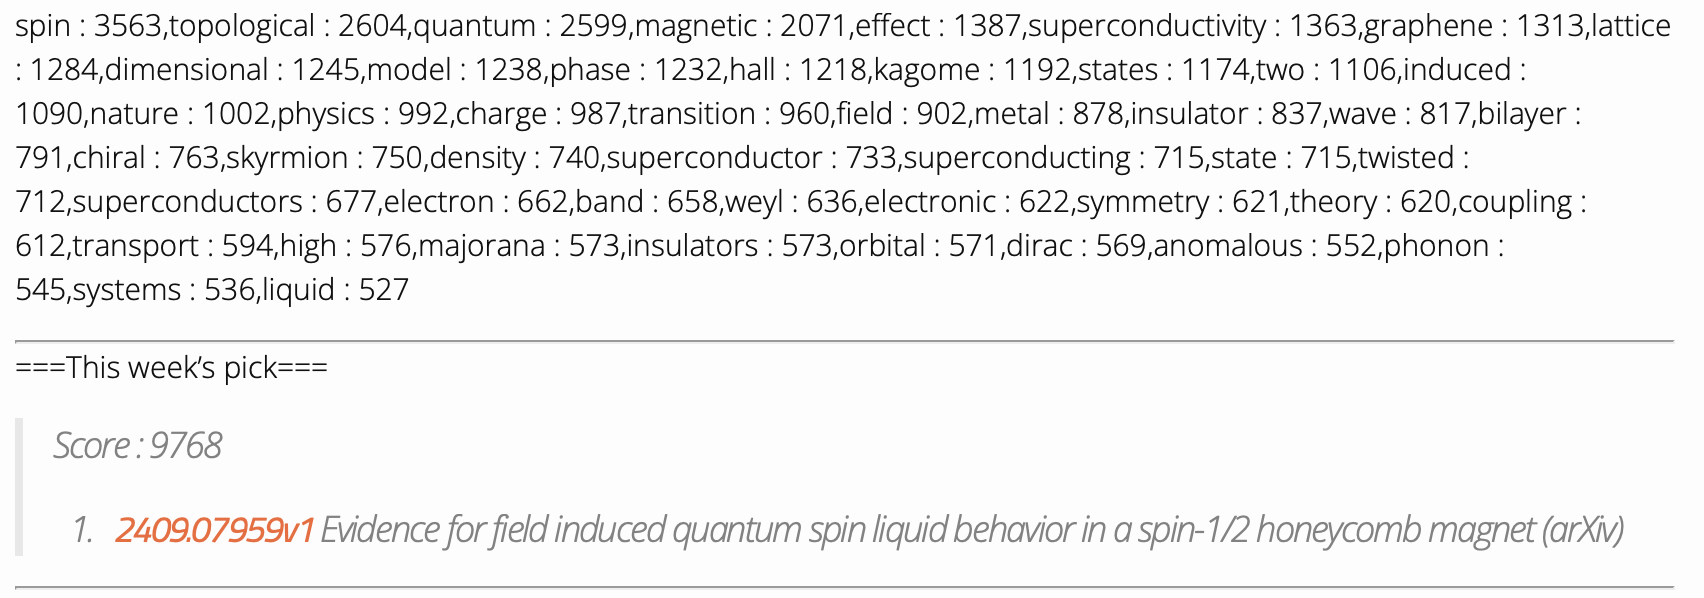 spin : 3563,topological : 2604,quantum : 2599,magnetic : 2071,effect : 1387,superconductivity : 1363,graphene : 1313,lattice
: 1284,dimensional : 1245,model : 1238,phase : 1232,hall : 1218,kagome : 1192,states : 1174,two : 1106,induced :
1090,nature : 1002,physics : 992,charge : 987,transition : 960,field : 902,metal : 878,insulator : 837,wave : 817,bilayer :
791,chiral : 763,skyrmion : 750,density : 740,superconductor : 733,superconducting : 715,state : 715,twisted :
712,superconductors : 677,electron : 662,band : 658,weyl : 636,electronic : 622,symmetry : 621,theory : 620,coupling :
612,transport : 594,high : 576,majorana : 573,insulators : 573,orbital : 571,dirac : 569,anomalous : 552,phonon :
545,systems : 536,liquid : 527
===This week’s pick===
Score : 9768
1. 2409.07959v1 Evidence for field induced quantum spin liquid behavior in a spin-1/2 honeycomb magnet (arXiv)